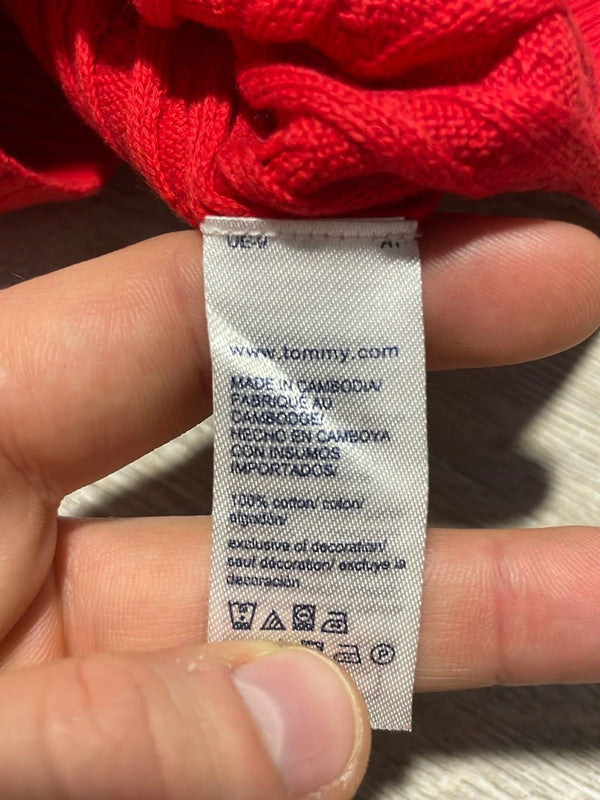 www.tommy.com
MADE IN CAMBODIA/
FABRIQUÉ AU
CAMBODGE/
HECHO EN CAMBOYA
CON INSUMOS
IMPORTADOS/
100% cotton/ coton/
algodón/
exclusive of decoration/
sauf décoration/ excluye la
decoración
P